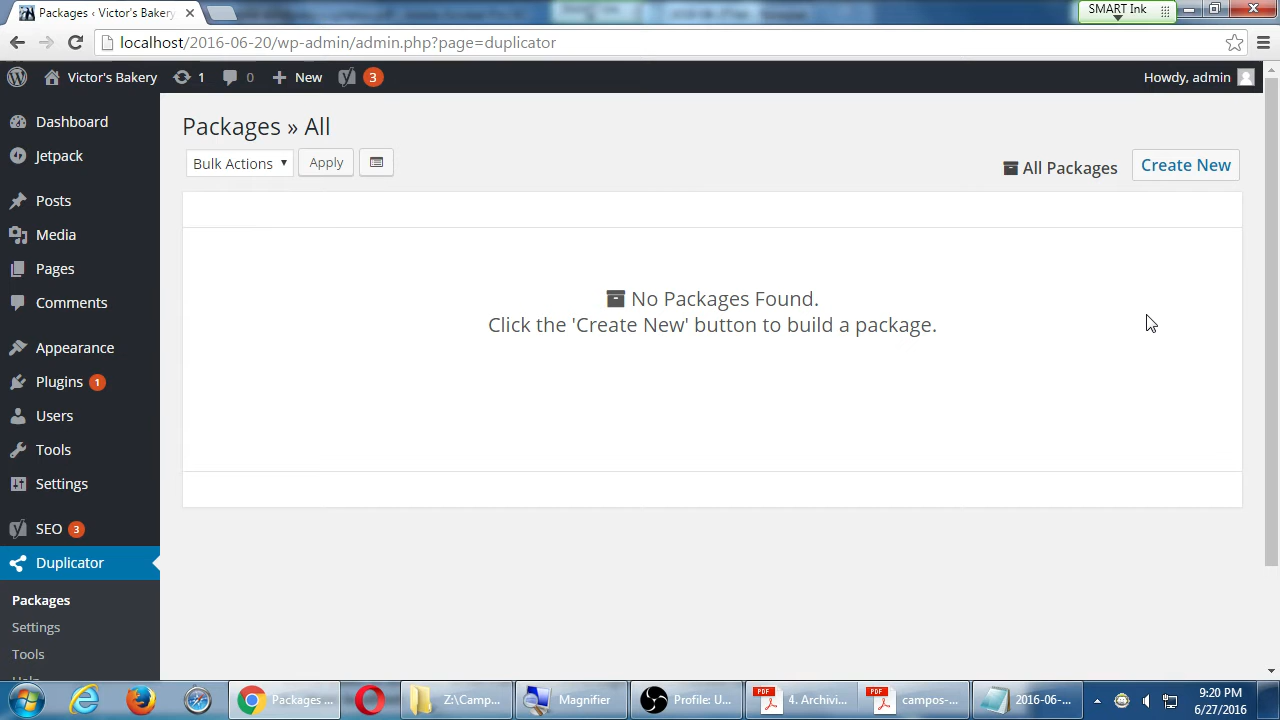 Packages ‹ Victor's Bakery
SMART Ink
localhost/2016-06-20/wp-admin/admin.php?page=duplicator
Victor's Bakery 1 0 New 3
Howdy, admin
Dashboard
Jetpack
Posts
Media
Pages
Comments
Appearance
Plugins 1
Users
Tools
Settings
SEO 3
Duplicator
Packages
Settings
Tools
Packages » All
Bulk Actions
Apply
All Packages
Create New
No Packages Found.
Click the 'Create New' button to build a package.
Packages ...
Z:\Camp...
Magnifier
Profile: U...
PDF
4. Archivi...
PDF
campos-...
2016-06-...
9:20 PM
6/27/2016